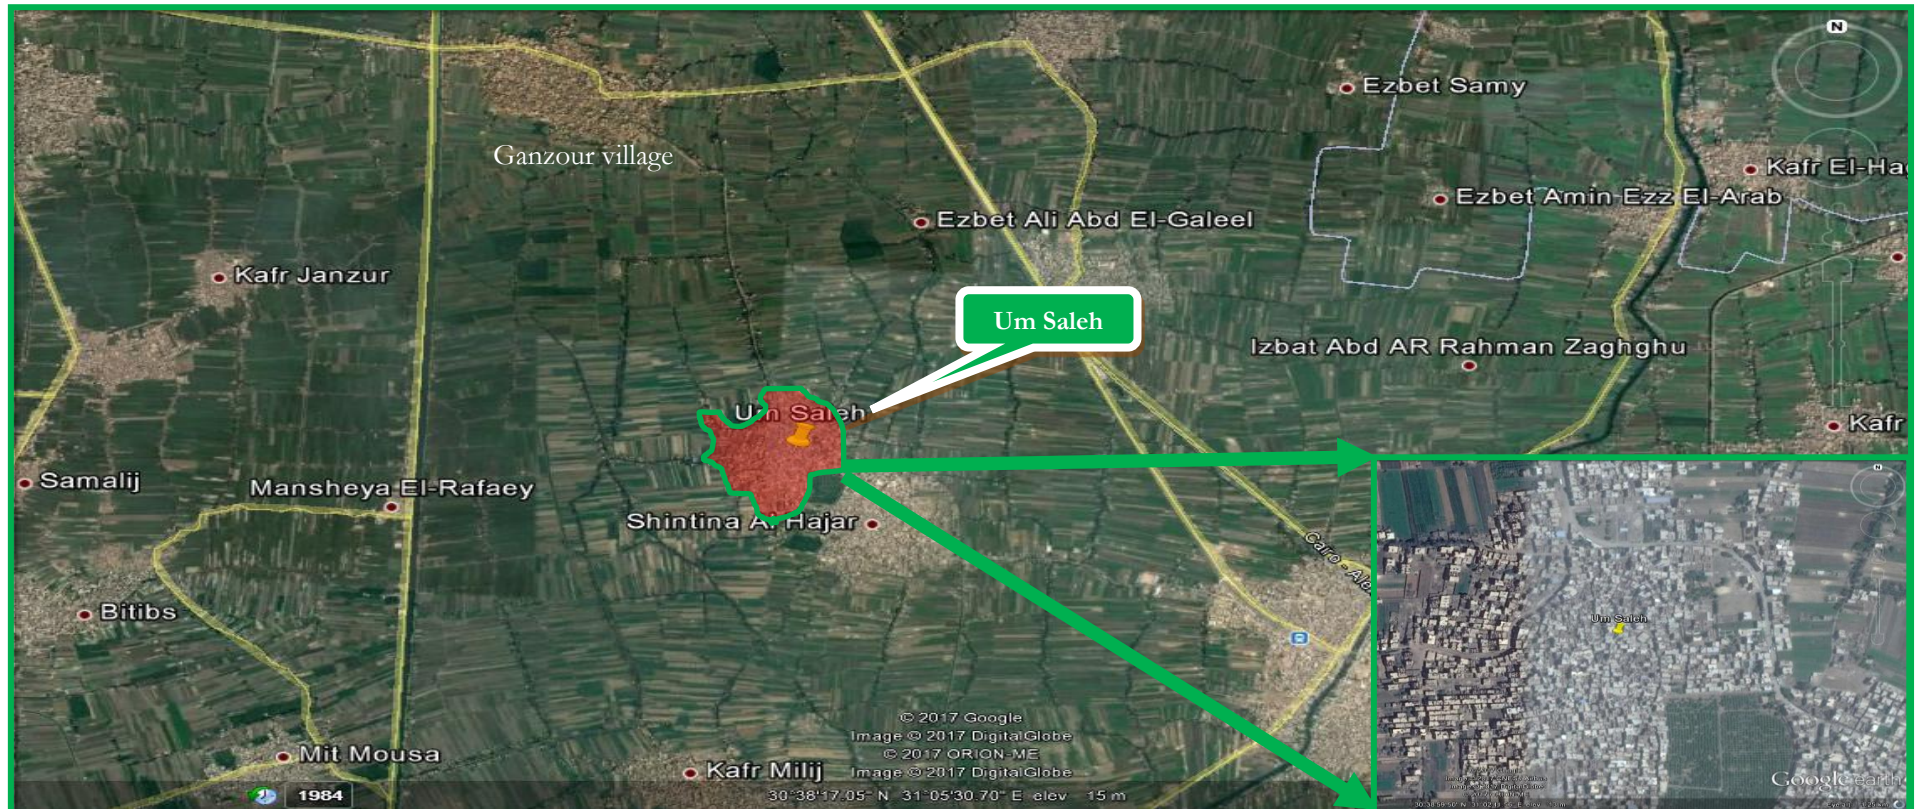 N
Ezbet Samy
Ganzour village
Kafr El-Ha
Ezbet Amin Ezz El-Arab
Ezbet Ali Abd El-Galeel
Kafr Janzur
Um Saleh
Izbat Abd AR Rahman Zaghghu
Um Saleh
Kafr
Samalij
Mansheya El-Rafaey
Shintina Al Hajar
Cairo - Ale
Bitibs
Um Saleh
© 2017 Google
Image © 2017 DigitalGlobe
© 2017 ORION-ME
Image © 2017 DigitalGlobe
Mit Mousa
Kafr Milij
1984
30°38'17.05" N 31°05'30.70" E elev 15 m
N
Google earth